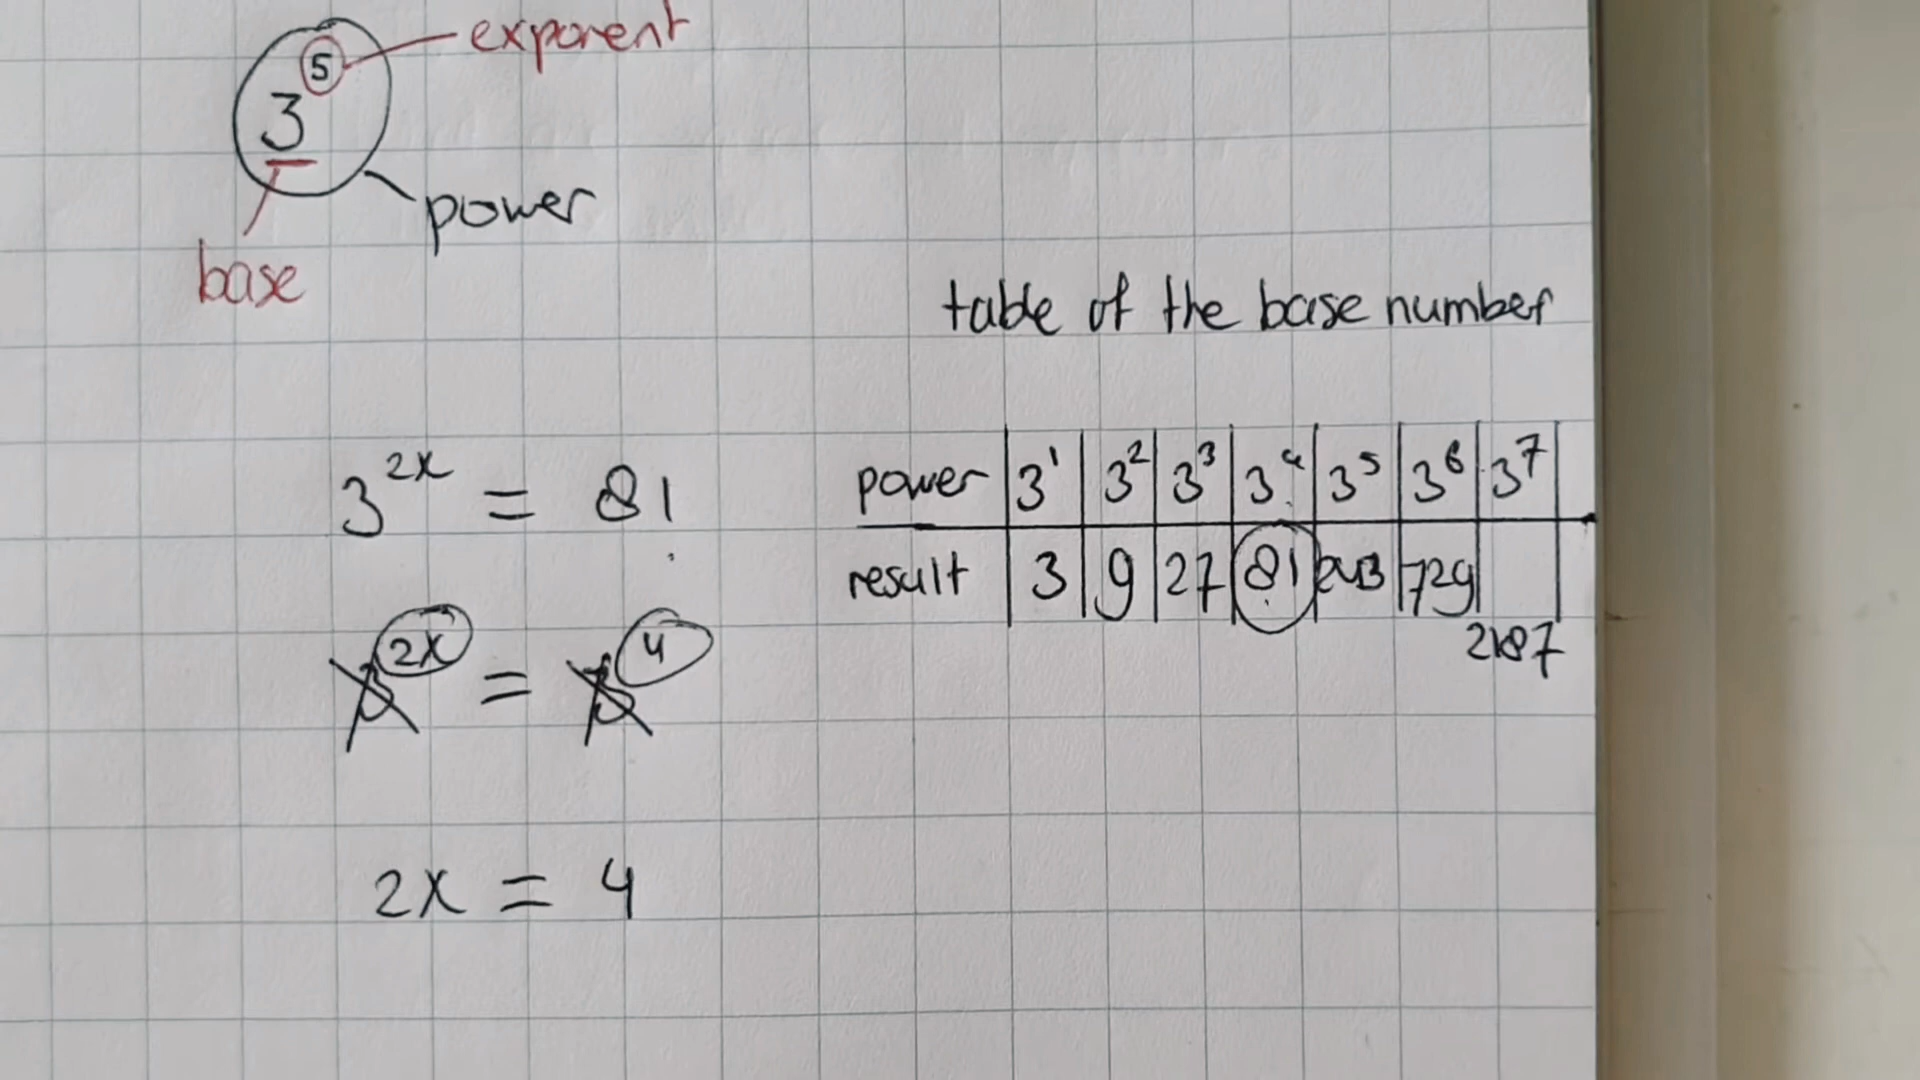 exponent
3⁵
power
base
table of the base number
3²ˣ = 81
power 3¹ 3² 3³ 3⁴ 3⁵ 3⁶ 3⁷
result 3 9 27 81 243 729
2187
3²ˣ = 3⁴
2x = 4